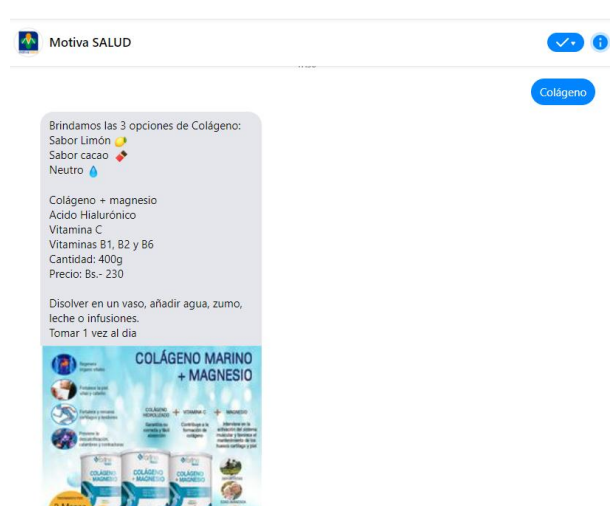 Motiva SALUD
Colágeno
Brindamos las 3 opciones de Colágeno:
Sabor Limón
Sabor cacao
Neutro
Colágeno + magnesio
Acido Hialurónico
Vitamina C
Vitaminas B1, B2 y B6
Cantidad: 400g
Precio: Bs.- 230
Disolver en un vaso, añadir agua, zumo,
leche o infusiones.
Tomar 1 vez al dia
COLÁGENO MARINO
+ MAGNESIO
COLÁGENO
HIDROLIZADO
+ VITAMINA C
+ MAGNESIO
COLÁGENO
+ MAGNESIO
COLÁGENO
+ MAGNESIO
COLÁGENO
+ MAGNESIO